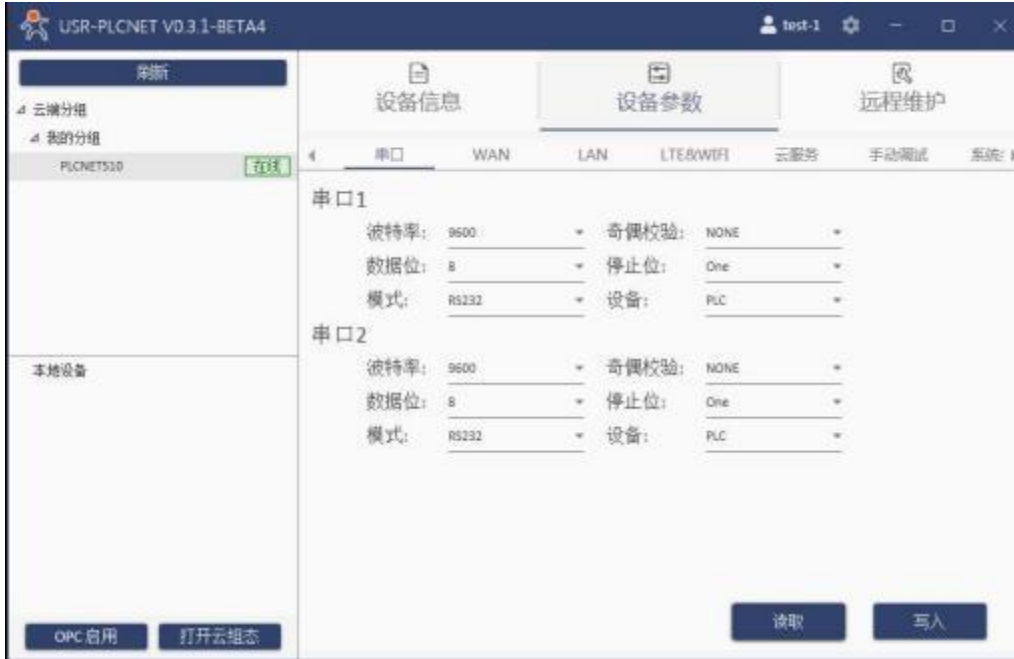 USR-PLCNET V0.3.1-BETA4
test-1
刷新
云端分组
我的分组
PLCNET510
在线
本地设备
OPC 启用
打开云组态
设备信息
设备参数
远程维护
串口
WAN
LAN
LTE&WIFI
云服务
手动调试
串口1
波特率: 9600 奇偶校验: NONE
数据位: 8 停止位: One
模式: RS232 设备: PLC
串口2
波特率: 9600 奇偶校验: NONE
数据位: 8 停止位: One
模式: RS232 设备: PLC
读取
写入